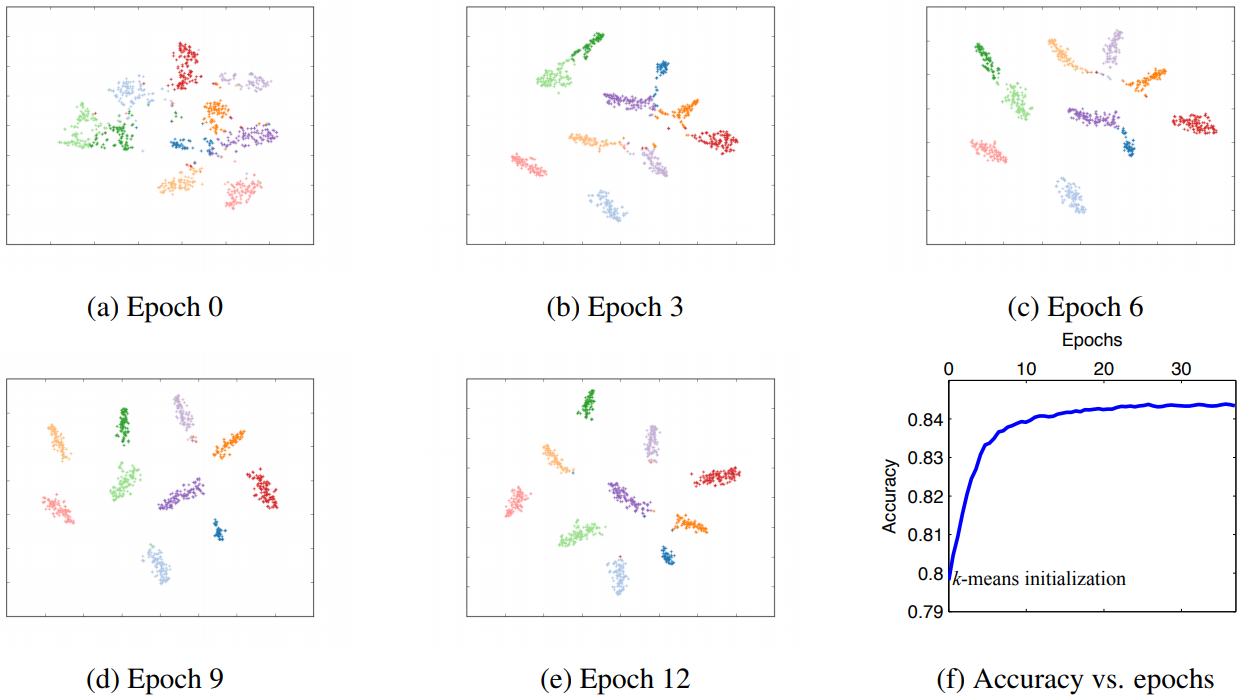 (a) Epoch 0
(b) Epoch 3
(c) Epoch 6
Epochs
0 10 20 30
0.84
0.83
0.82
0.81
0.8
0.79
Accuracy
k-means initialization
(d) Epoch 9
(e) Epoch 12
(f) Accuracy vs. epochs